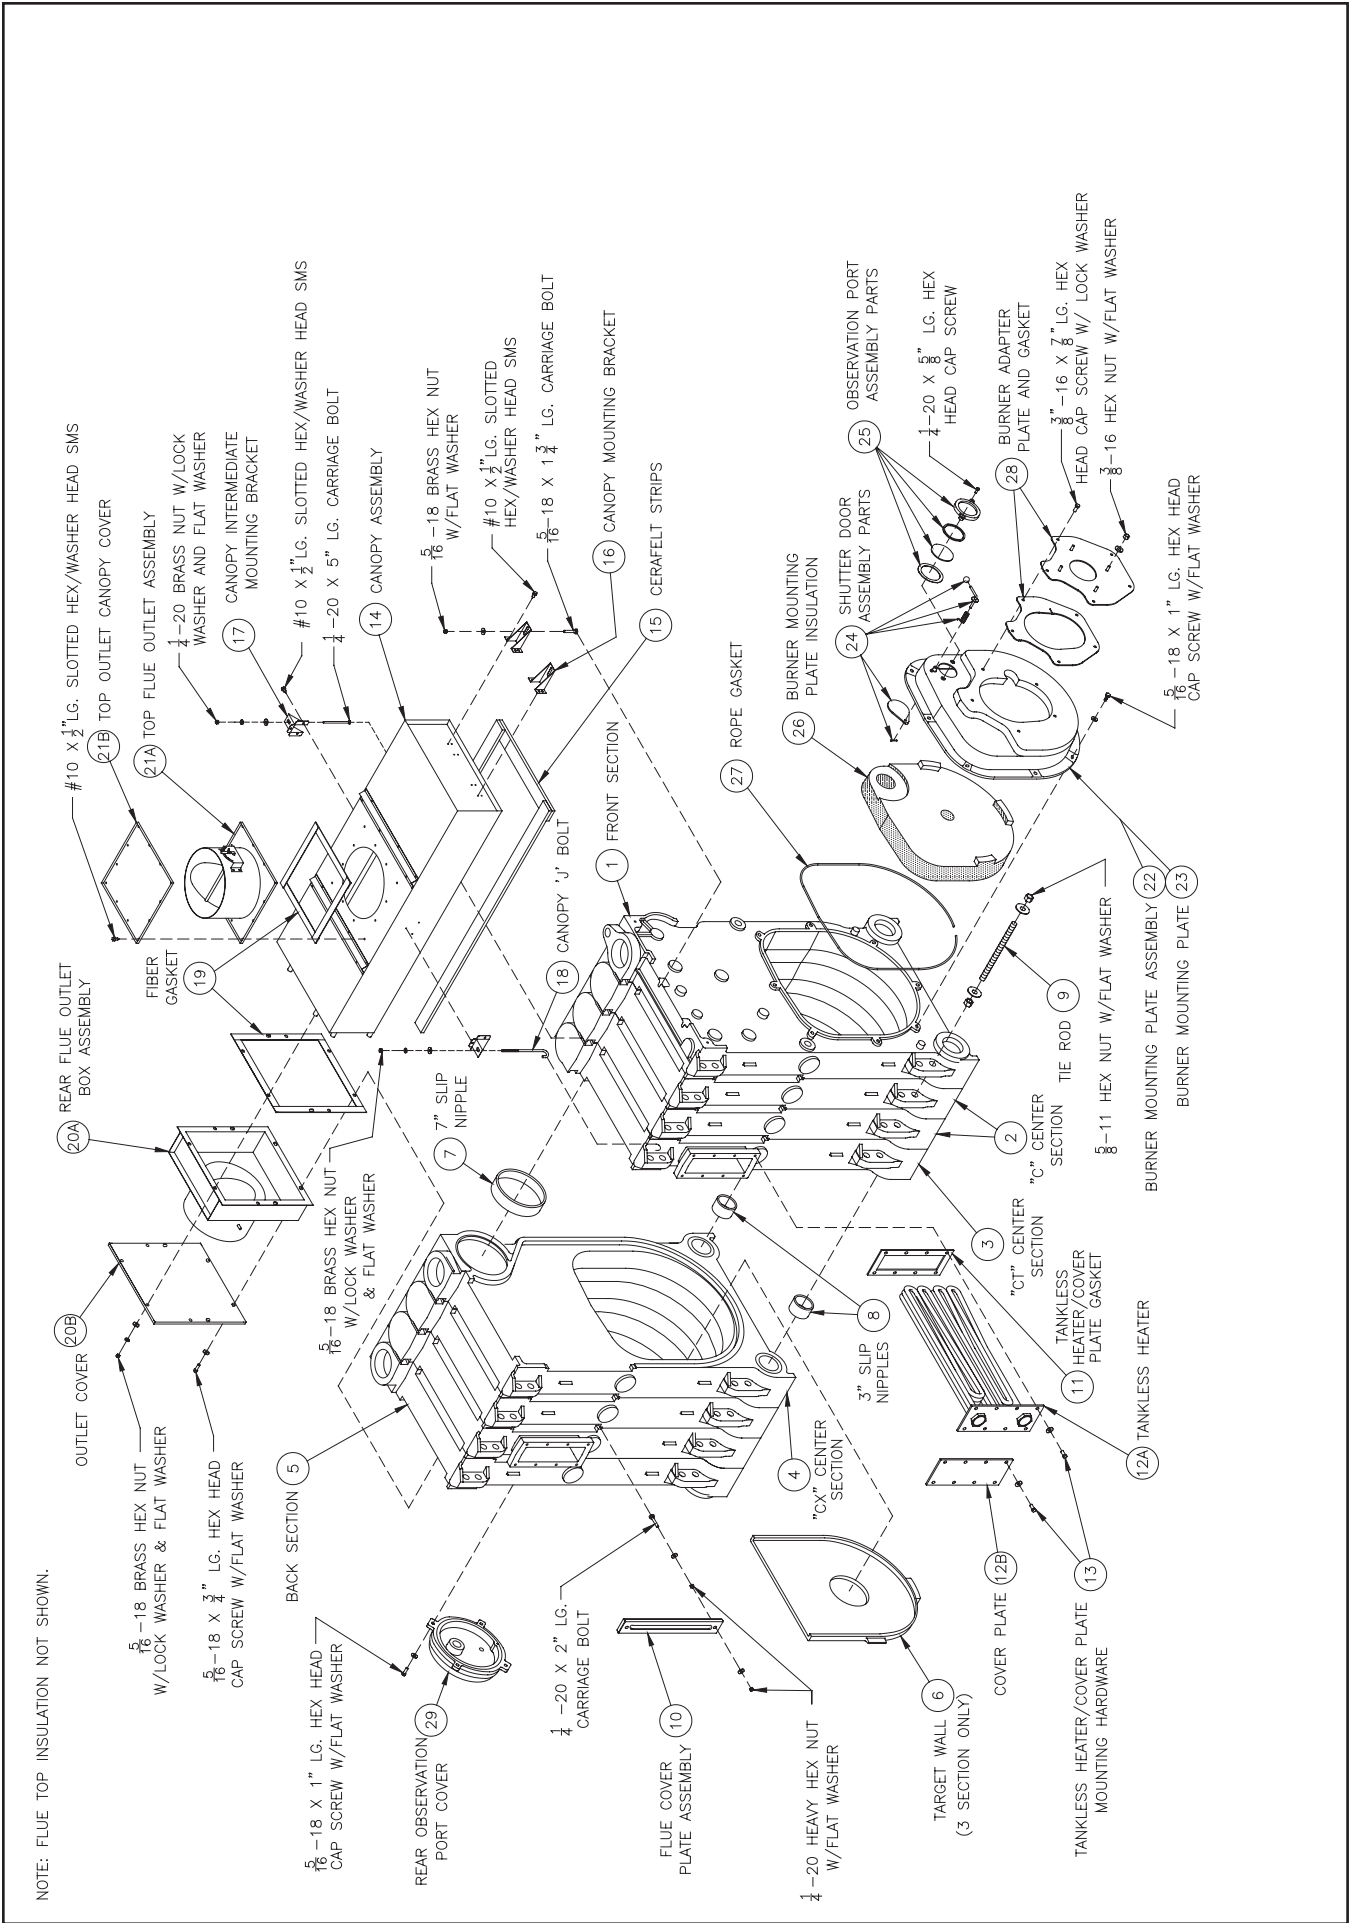 NOTE: FLUE TOP INSULATION NOT SHOWN.
#10 X 1/2" LG. SLOTTED HEX/WASHER HEAD SMS
21B TOP OUTLET CANOPY COVER
21A TOP FLUE OUTLET ASSEMBLY
1/4-20 BRASS NUT W/LOCK
WASHER AND FLAT WASHER
17
CANOPY INTERMEDIATE
MOUNTING BRACKET
#10 X 1/2" LG. SLOTTED HEX/WASHER HEAD SMS
1/4-20 X 5" LG. CARRIAGE BOLT
14 CANOPY ASSEMBLY
5/16-18 BRASS HEX NUT
W/FLAT WASHER
#10 X 1/2" LG. SLOTTED
HEX/WASHER HEAD SMS
5/16-18 X 1 3/4" LG. CARRIAGE BOLT
16 CANOPY MOUNTING BRACKET
15 CERAFELT STRIPS
FIBER
GASKET
19
20A REAR FLUE OUTLET
BOX ASSEMBLY
OUTLET COVER 20B
5/16-18 BRASS HEX NUT
W/LOCK WASHER & FLAT WASHER
5/16-18 X 3/4" LG. HEX HEAD
CAP SCREW W/FLAT WASHER
5/16-18 BRASS HEX NUT
W/LOCK WASHER
& FLAT WASHER
7" SLIP
NIPPLE
7
18 CANOPY 'J' BOLT
1 FRONT SECTION
27 ROPE GASKET
26 BURNER MOUNTING
PLATE INSULATION
24
SHUTTER DOOR
ASSEMBLY PARTS
25
OBSERVATION PORT
ASSEMBLY PARTS
1/4-20 X 5/8" LG. HEX
HEAD CAP SCREW
28 BURNER ADAPTER
PLATE AND GASKET
3/8"-16 X 7/8" LG. HEX
HEAD CAP SCREW W/ LOCK WASHER
3/8-16 HEX NUT W/FLAT WASHER
5/16-18 X 1" LG. HEX HEAD
CAP SCREW W/FLAT WASHER
BACK SECTION 5
5/16-18 X 1" LG. HEX HEAD
CAP SCREW W/FLAT WASHER
REAR OBSERVATION 29
PORT COVER
1/4-20 X 2" LG.
CARRIAGE BOLT
FLUE COVER
PLATE ASSEMBLY 10
1/4-20 HEAVY HEX NUT
W/FLAT WASHER
6
TARGET WALL
(3 SECTION ONLY)
4
"CX" CENTER
SECTION
3" SLIP
NIPPLES
8
3
"CT" CENTER
SECTION
2
"C" CENTER
SECTION
TIE ROD 9
5/8-11 HEX NUT W/FLAT WASHER
BURNER MOUNTING PLATE ASSEMBLY 22
BURNER MOUNTING PLATE 23
TANKLESS
11 HEATER/COVER
PLATE GASKET
12A TANKLESS HEATER
COVER PLATE 12B
TANKLESS HEATER/COVER PLATE 13
MOUNTING HARDWARE